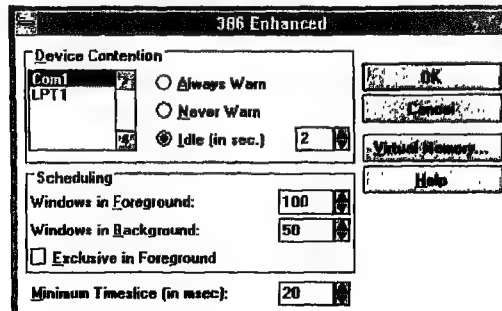 386 Enhanced
Device Contention
Com1
LPT1
Always Warn
Never Warn
Idle (in sec.) 2
OK
Cancel
Virtual Memory...
Help
Scheduling
Windows in Foreground: 100
Windows in Background: 50
Exclusive in Foreground
Minimum Timeslice (in msec): 20